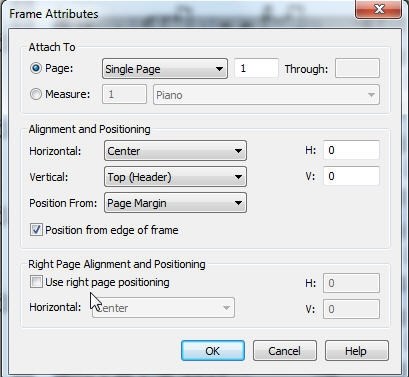 Frame Attributes
Attach To
Page: Single Page 1 Through:
Measure: 1 Piano
Alignment and Positioning
Horizontal: Center H: 0
Vertical: Top (Header) V: 0
Position From: Page Margin
Position from edge of frame
Right Page Alignment and Positioning
Use right page positioning H: 0
Horizontal: Center V: 0
OK Cancel Help